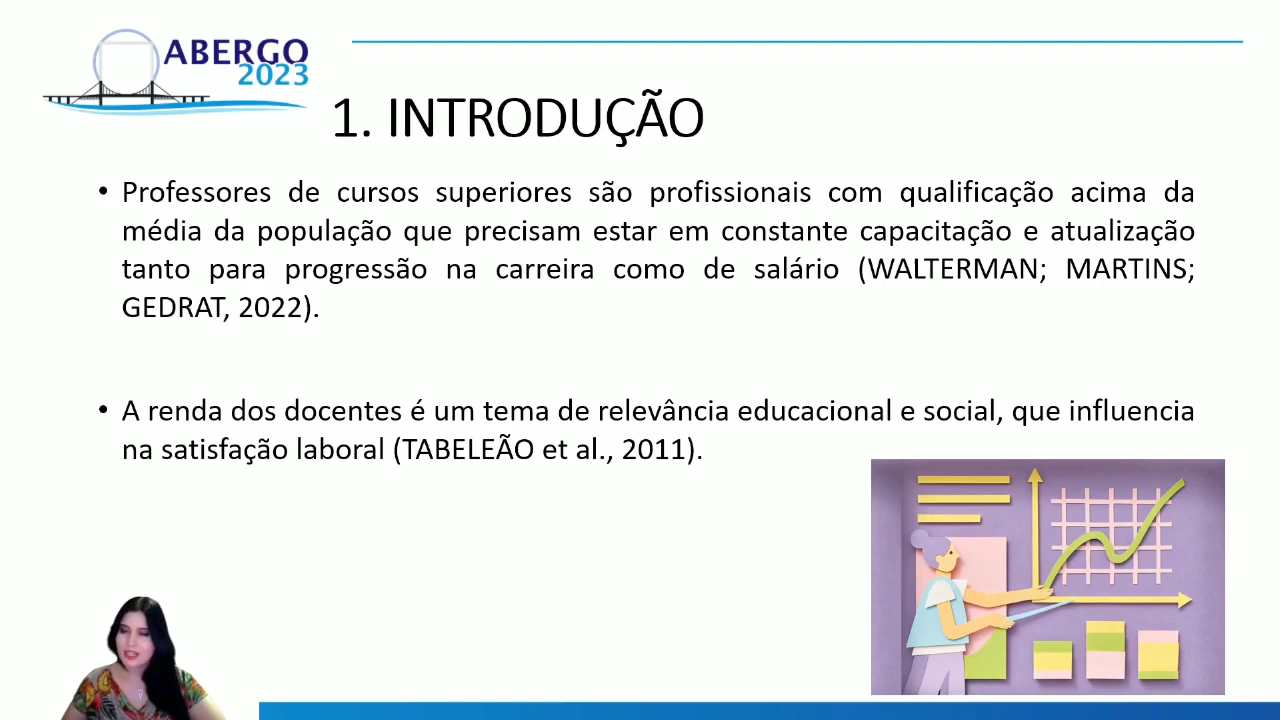 ABERGO
2023
1. INTRODUÇÃO
• Professores de cursos superiores são profissionais com qualificação acima da
média da população que precisam estar em constante capacitação e atualização
tanto para progressão na carreira como de salário (WALTERMAN; MARTINS;
GEDRAT, 2022).
• A renda dos docentes é um tema de relevância educacional e social, que influencia
na satisfação laboral (TABELEÃO et al., 2011).